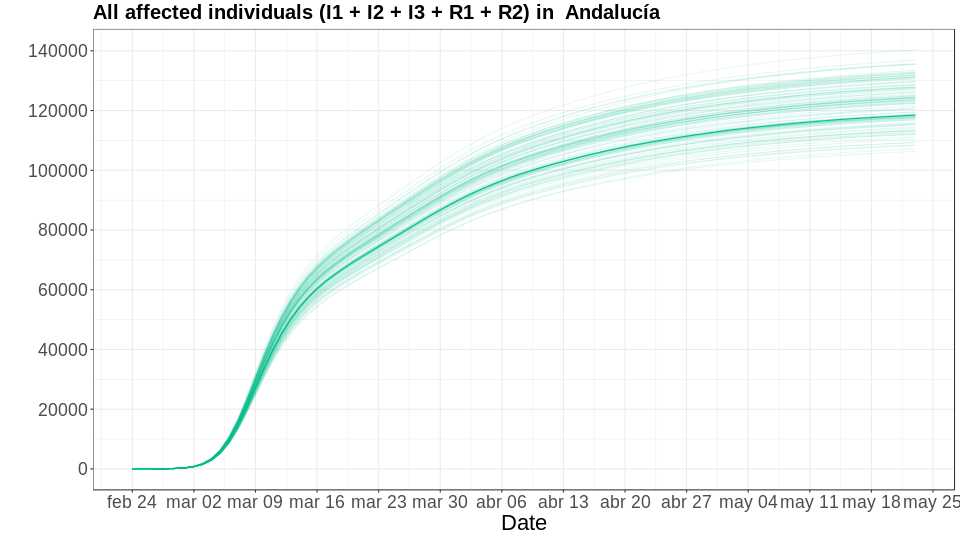 All affected individuals (I1 + I2 + I3 + R1 + R2) in  Andalucía
140000
120000
100000
80000
60000
40000
20000
0
feb 24 mar 02 mar 09 mar 16 mar 23 mar 30 abr 06 abr 13 abr 20 abr 27 may 04 may 11 may 18 may 25
Date